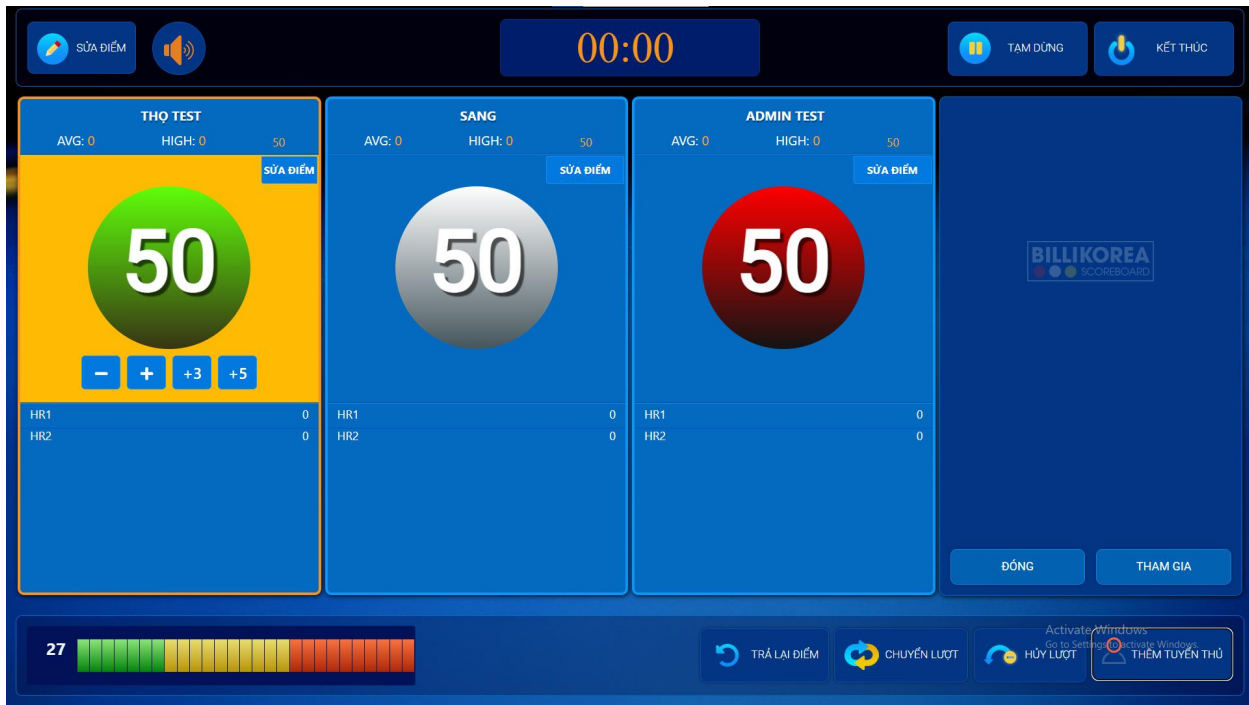 SỬA ĐIỂM
00:00
TẠM DỪNG
KẾT THÚC
THỌ TEST
AVG: 0 HIGH: 0 50
SỬA ĐIỂM
50
− + +3 +5
HR1 0
HR2 0
SANG
AVG: 0 HIGH: 0 50
SỬA ĐIỂM
50
HR1 0
HR2 0
ADMIN TEST
AVG: 0 HIGH: 0 50
SỬA ĐIỂM
50
HR1 0
HR2 0
BILLIKOREA
SCOREBOARD
ĐÓNG
THAM GIA
27
TRẢ LẠI ĐIỂM
CHUYỂN LƯỢT
HỦY LƯỢT
THÊM TUYỂN THỦ
Activate Windows
Go to Settings to activate Windows.